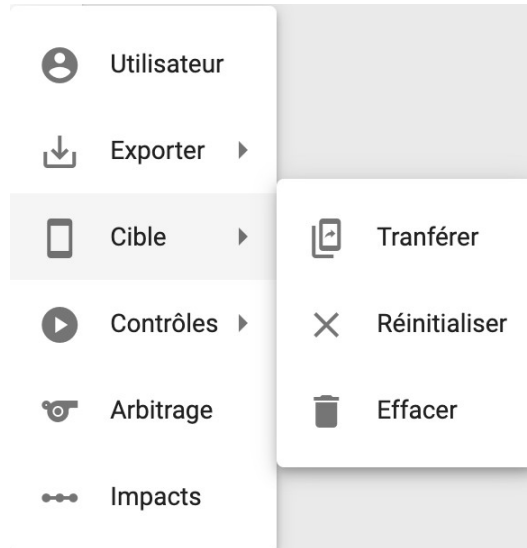 Utilisateur
Exporter
Cible
Contrôles
Arbitrage
Impacts
Tranférer
Réinitialiser
Effacer